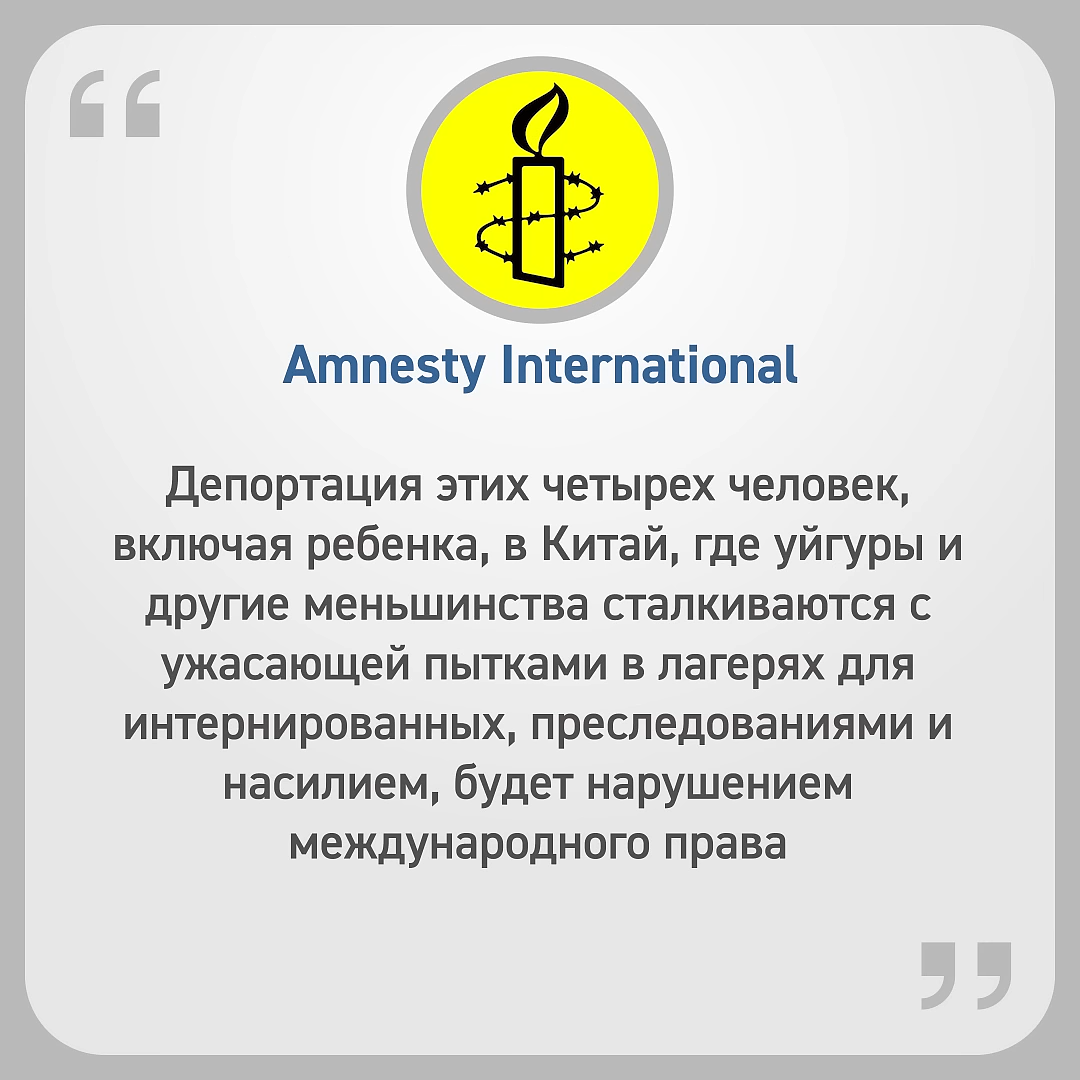 Amnesty International
Депортация этих четырех человек,
включая ребенка, в Китай, где уйгуры и
другие меньшинства сталкиваются с
ужасающей пытками в лагерях для
интернированных, преследованиями и
насилием, будет нарушением
международного права